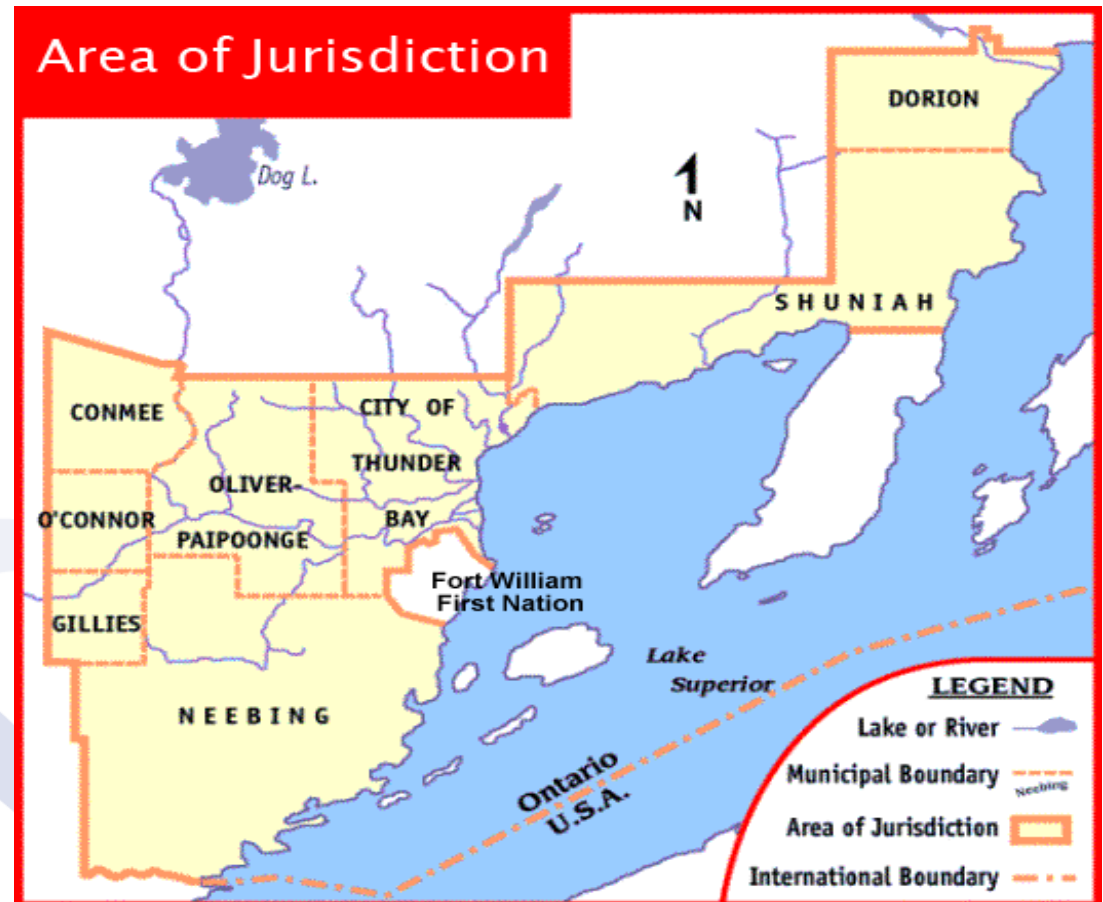 Area of Jurisdiction
DORION
Dog L.
N
SHUNIAH
CONMEE
CITY OF
THUNDER
BAY
OLIVER-
PAIPOONGE
O'CONNOR
Fort William
First Nation
GILLIES
NEEBING
Lake
Superior
Ontario
U.S.A.
LEGEND
Lake or River
Municipal Boundary
Neebing
Area of Jurisdiction
International Boundary